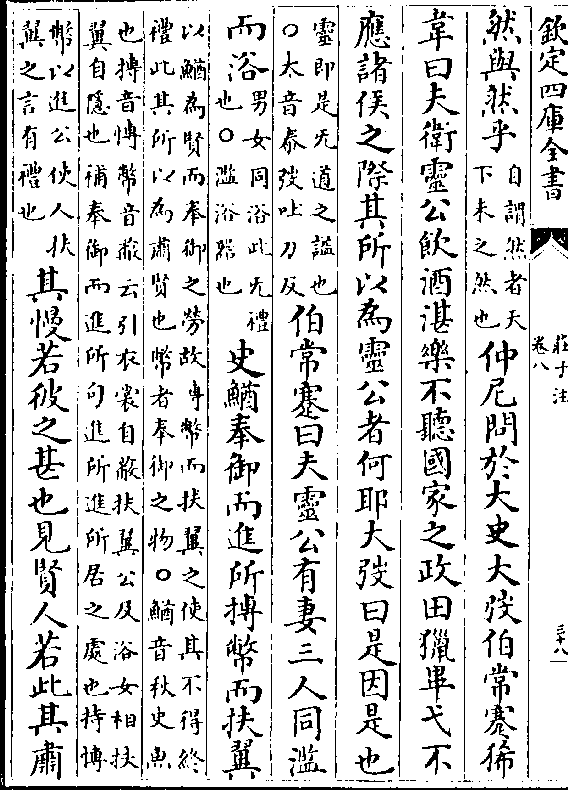 欽定四庫全書
莊子注
卷八
三十八
然與然乎自謂然者天
下未之然也仲尼問於大史大弢伯常騫狶
韋曰夫衛靈公飲酒湛樂不聽國家之政田獵畢弋不
應諸侯之際其所以為靈公者何耶大弢曰是因是也
靈即是无道之諡也
○太音泰弢吐刀反伯常騫曰夫靈公有妻三人同濫
而浴男女同浴此无禮
也○濫浴器也史鰌奉御而進所搏幣而扶翼
以鰌為賢而奉御之勞故搏幣而扶翼之使其不得終
禮此其所以為肅賢也幣者奉御之物○鰌音秋史魚
也搏音博幣音蔽云引衣裳自蔽扶翼公及浴女相扶
翼自隠也補奉御而進所句進所進所居之處也持博
幣以進公使人扶
翼之言有禮也其慢若彼之甚也見賢人若此其肅